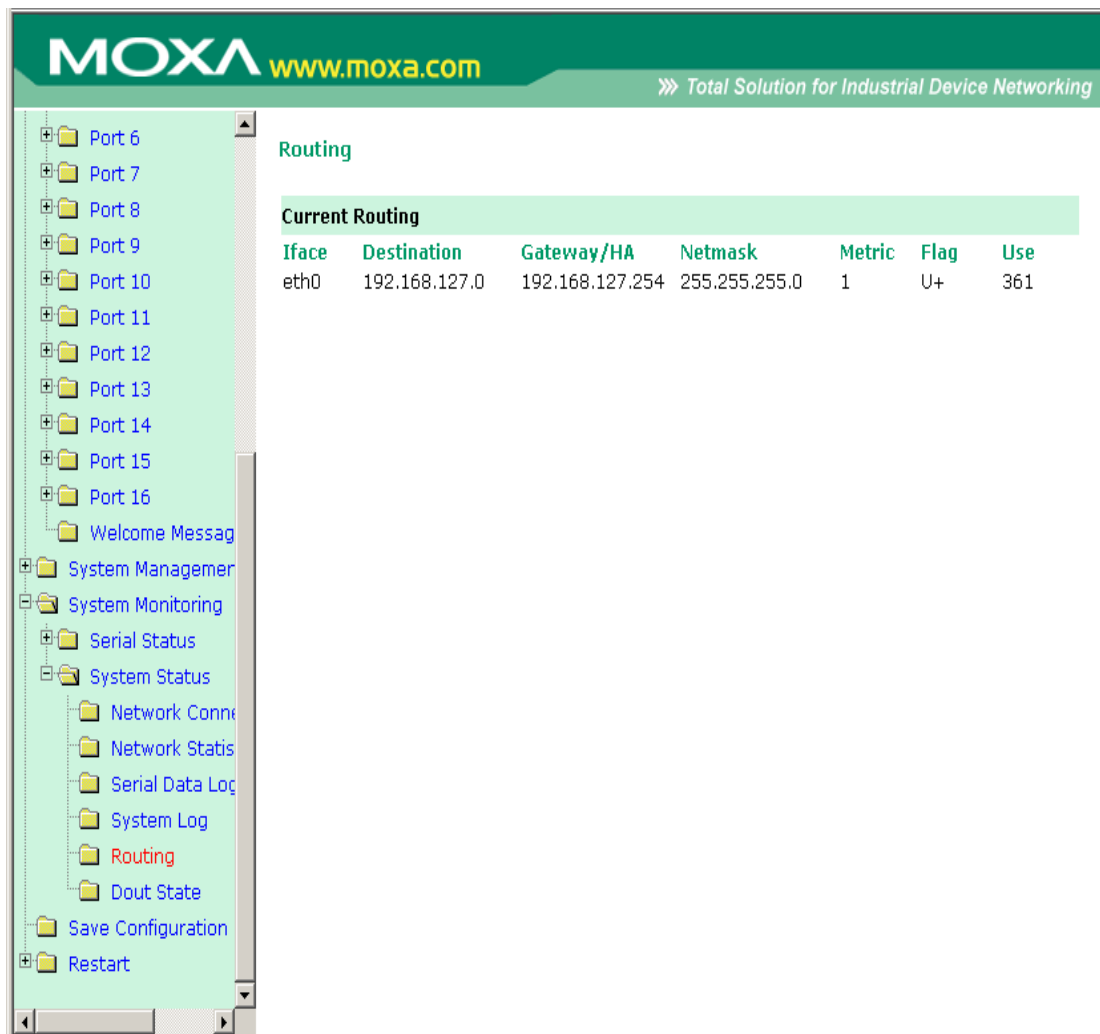 MOXA www.moxa.com
Total Solution for Industrial Device Networking
Port 6
Port 7
Port 8
Port 9
Port 10
Port 11
Port 12
Port 13
Port 14
Port 15
Port 16
Welcome Messag
System Managemer
System Monitoring
Serial Status
System Status
Network Conne
Network Statis
Serial Data Log
System Log
Routing
Dout State
Save Configuration
Restart
Routing
Current Routing
Iface Destination Gateway/HA Netmask Metric Flag Use
eth0 192.168.127.0 192.168.127.254 255.255.255.0 1 U+ 361